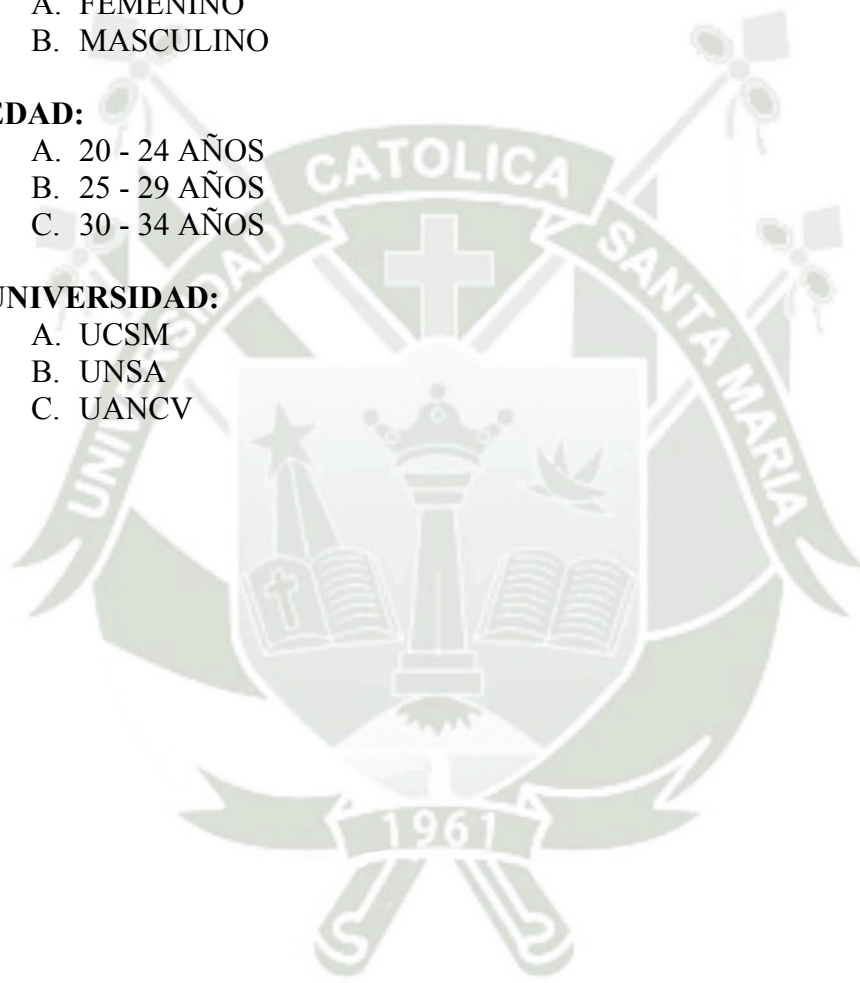 A. FEMENINO
B. MASCULINO
EDAD:
A. 20 - 24 AÑOS
B. 25 - 29 AÑOS
C. 30 - 34 AÑOS
UNIVERSIDAD:
A. UCSM
B. UNSA
C. UANCV
UNIVERSIDAD CATOLICA SANTA MARIA
1961